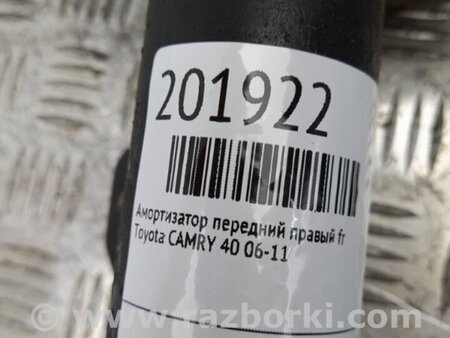 201922
Амортизатор передний правый fr
Toyota CAMRY 40 06-11
© www.razborki.com